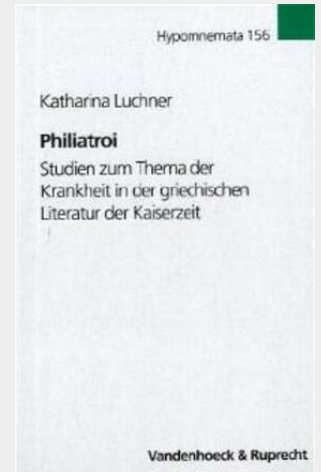 Hypomnemata 156
Katharina Luchner
Philiatroi
Studien zum Thema der
Krankheit in der griechischen
Literatur der Kaiserzeit
Vandenhoeck & Ruprecht